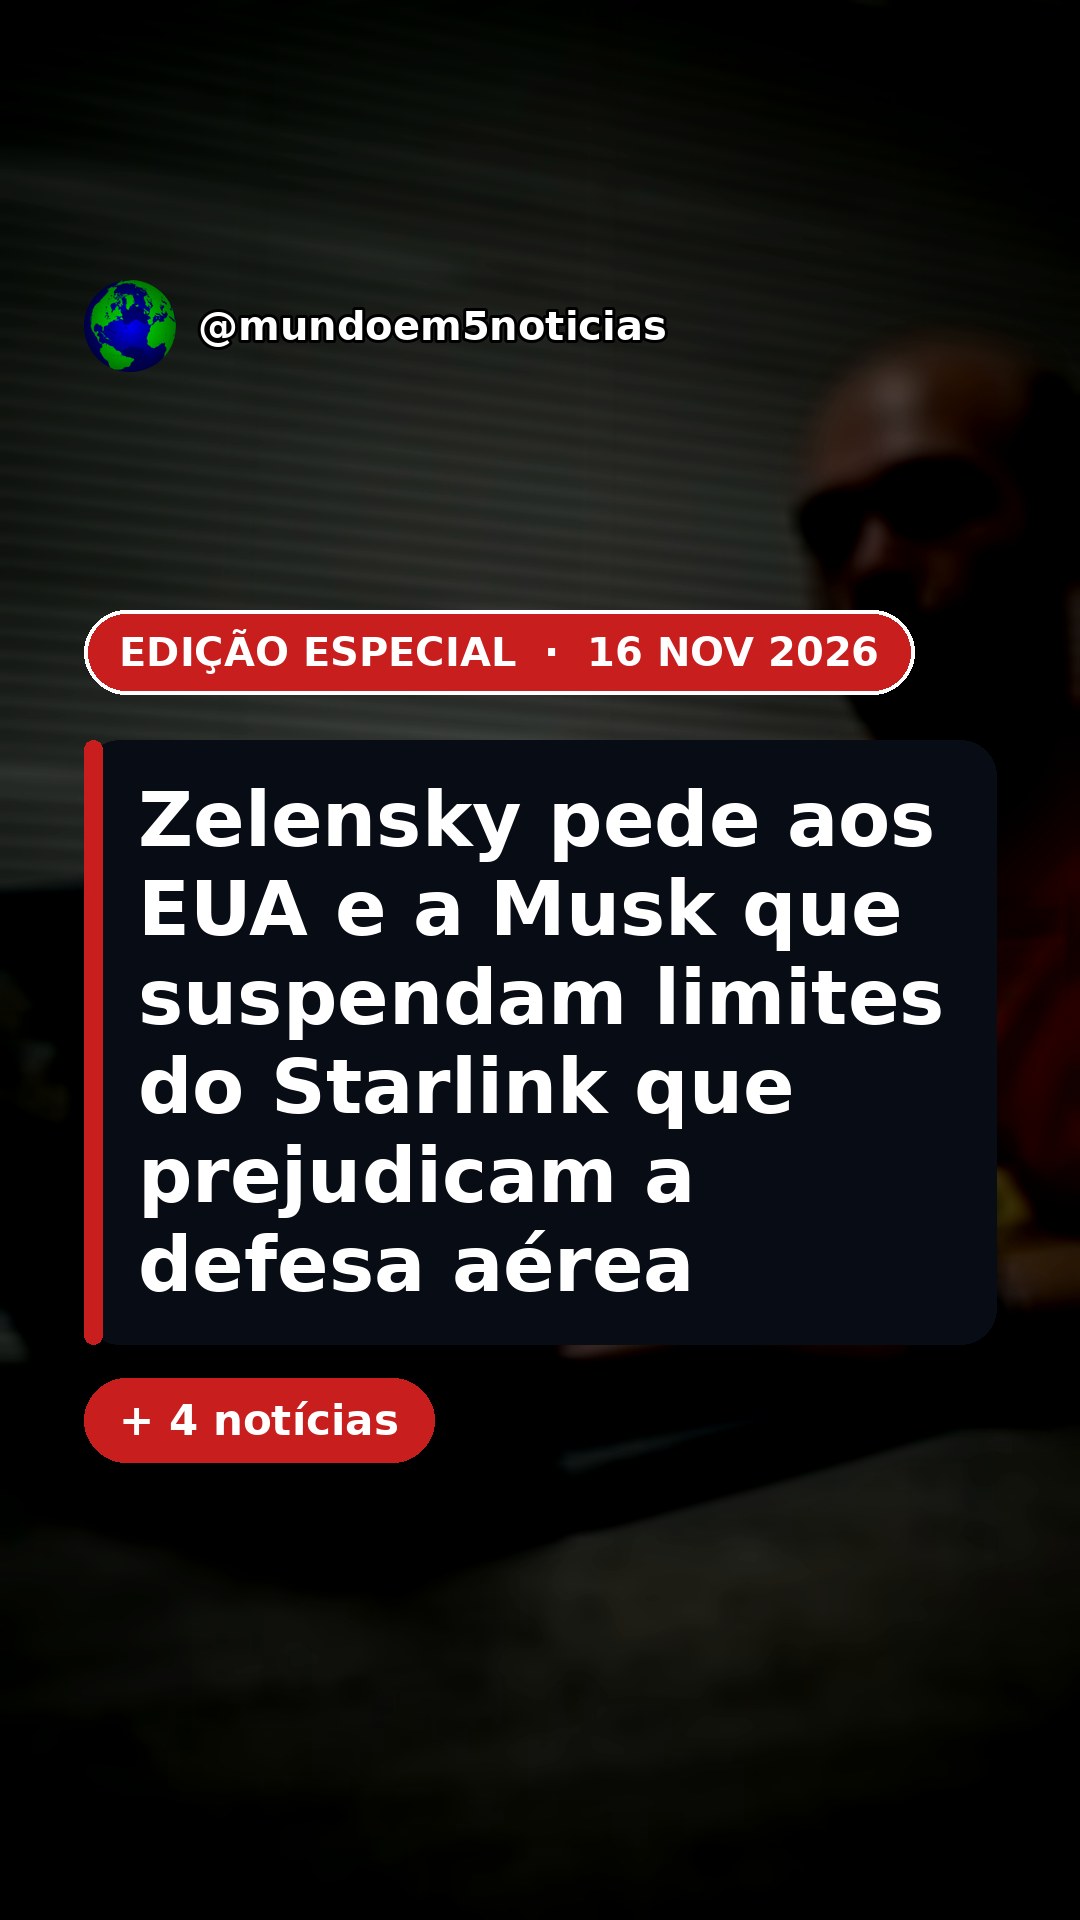 @mundoem5noticias
EDIÇÃO ESPECIAL · 16 NOV 2026
Zelensky pede aos
EUA e a Musk que
suspendam limites
do Starlink que
prejudicam a
defesa aérea
+ 4 notícias